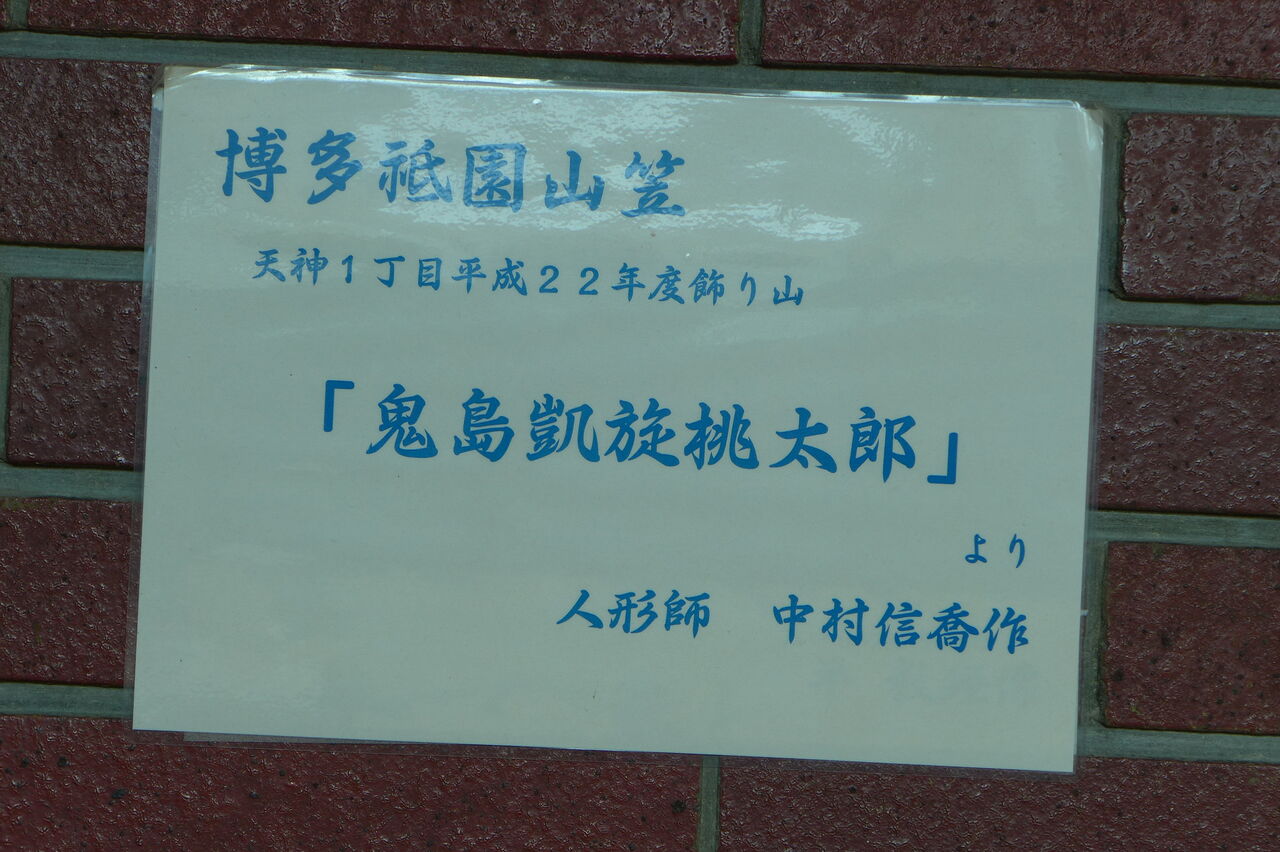 博多祇園山笠
天神１丁目平成２２年度飾り山
「鬼島凱旋桃太郎」
より
人形師　中村信喬作